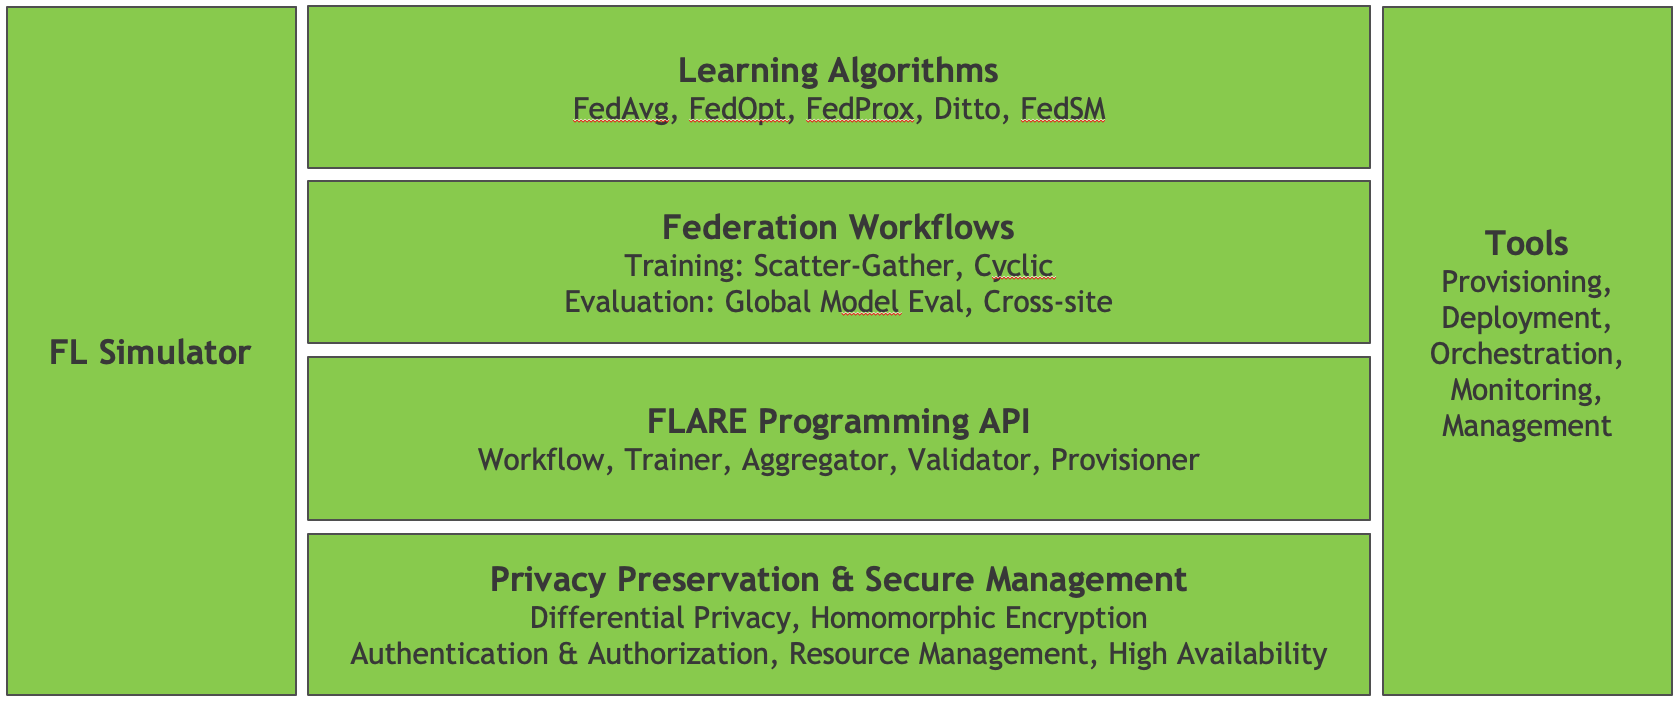 FL Simulator
Learning Algorithms
FedAvg, FedOpt, FedProx, Ditto, FedSM
Federation Workflows
Training: Scatter-Gather, Cyclic
Evaluation: Global Model Eval, Cross-site
FLARE Programming API
Workflow, Trainer, Aggregator, Validator, Provisioner
Privacy Preservation & Secure Management
Differential Privacy, Homomorphic Encryption
Authentication & Authorization, Resource Management, High Availability
Tools
Provisioning,
Deployment,
Orchestration,
Monitoring,
Management